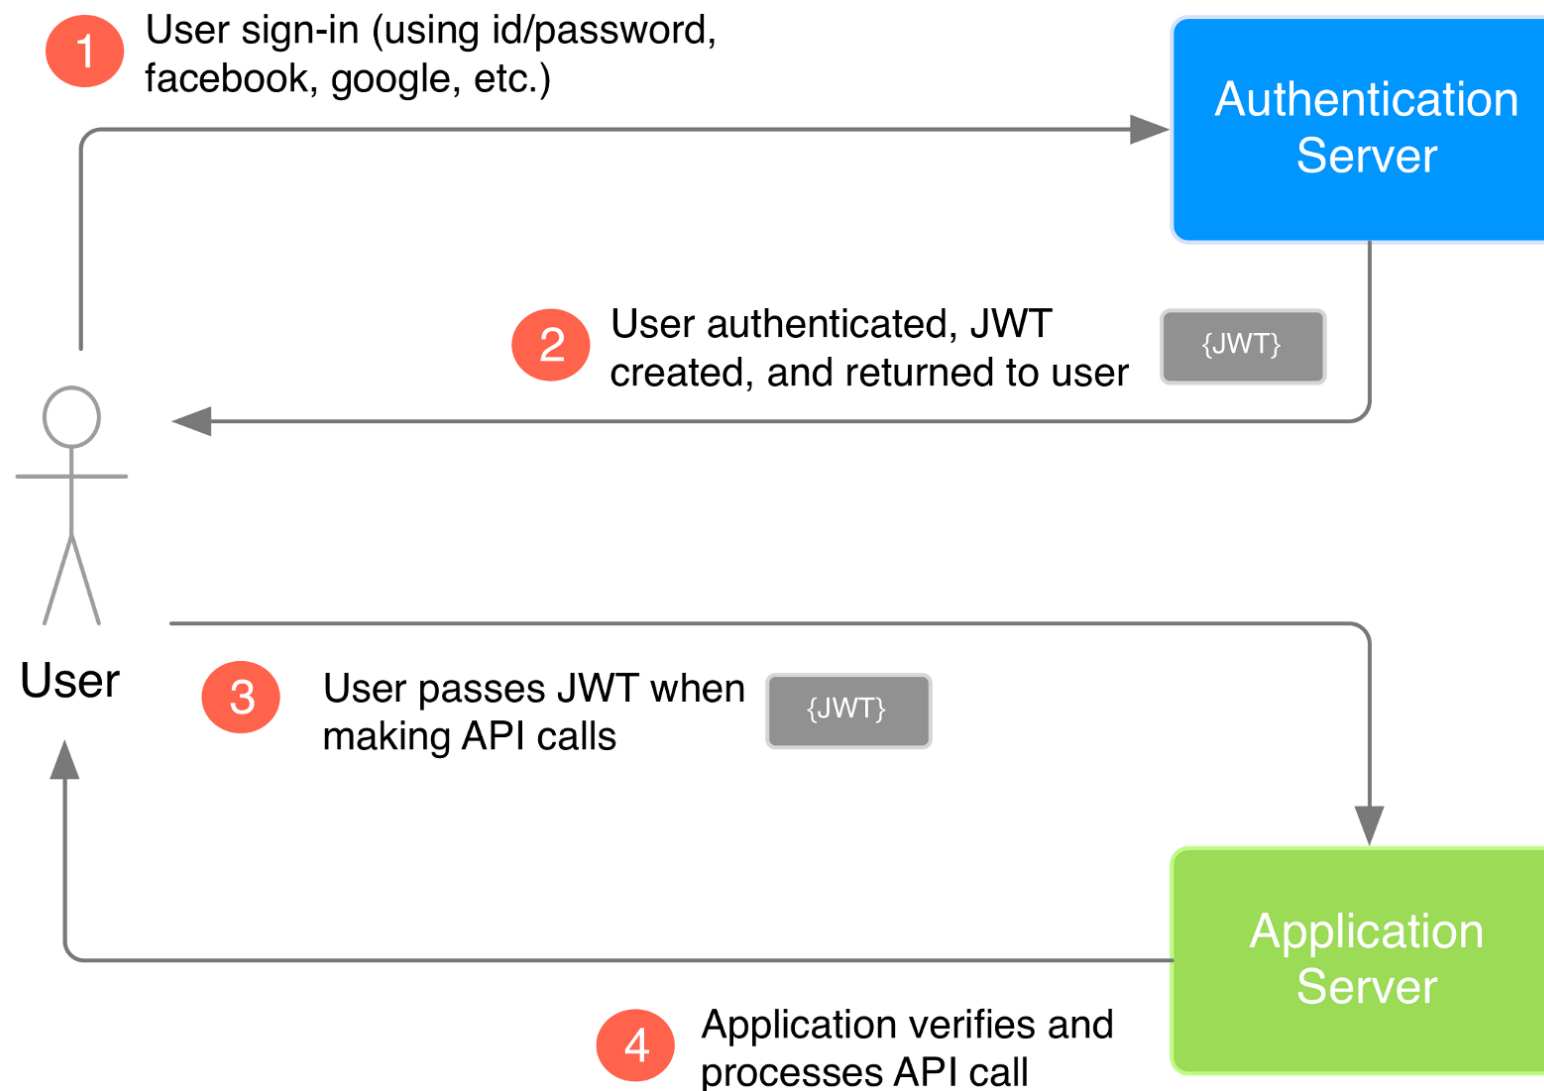 1
User sign-in (using id/password,
facebook, google, etc.)
Authentication
Server
2
User authenticated, JWT
created, and returned to user
{JWT}
User
3
User passes JWT when
making API calls
{JWT}
Application
Server
4
Application verifies and
processes API call